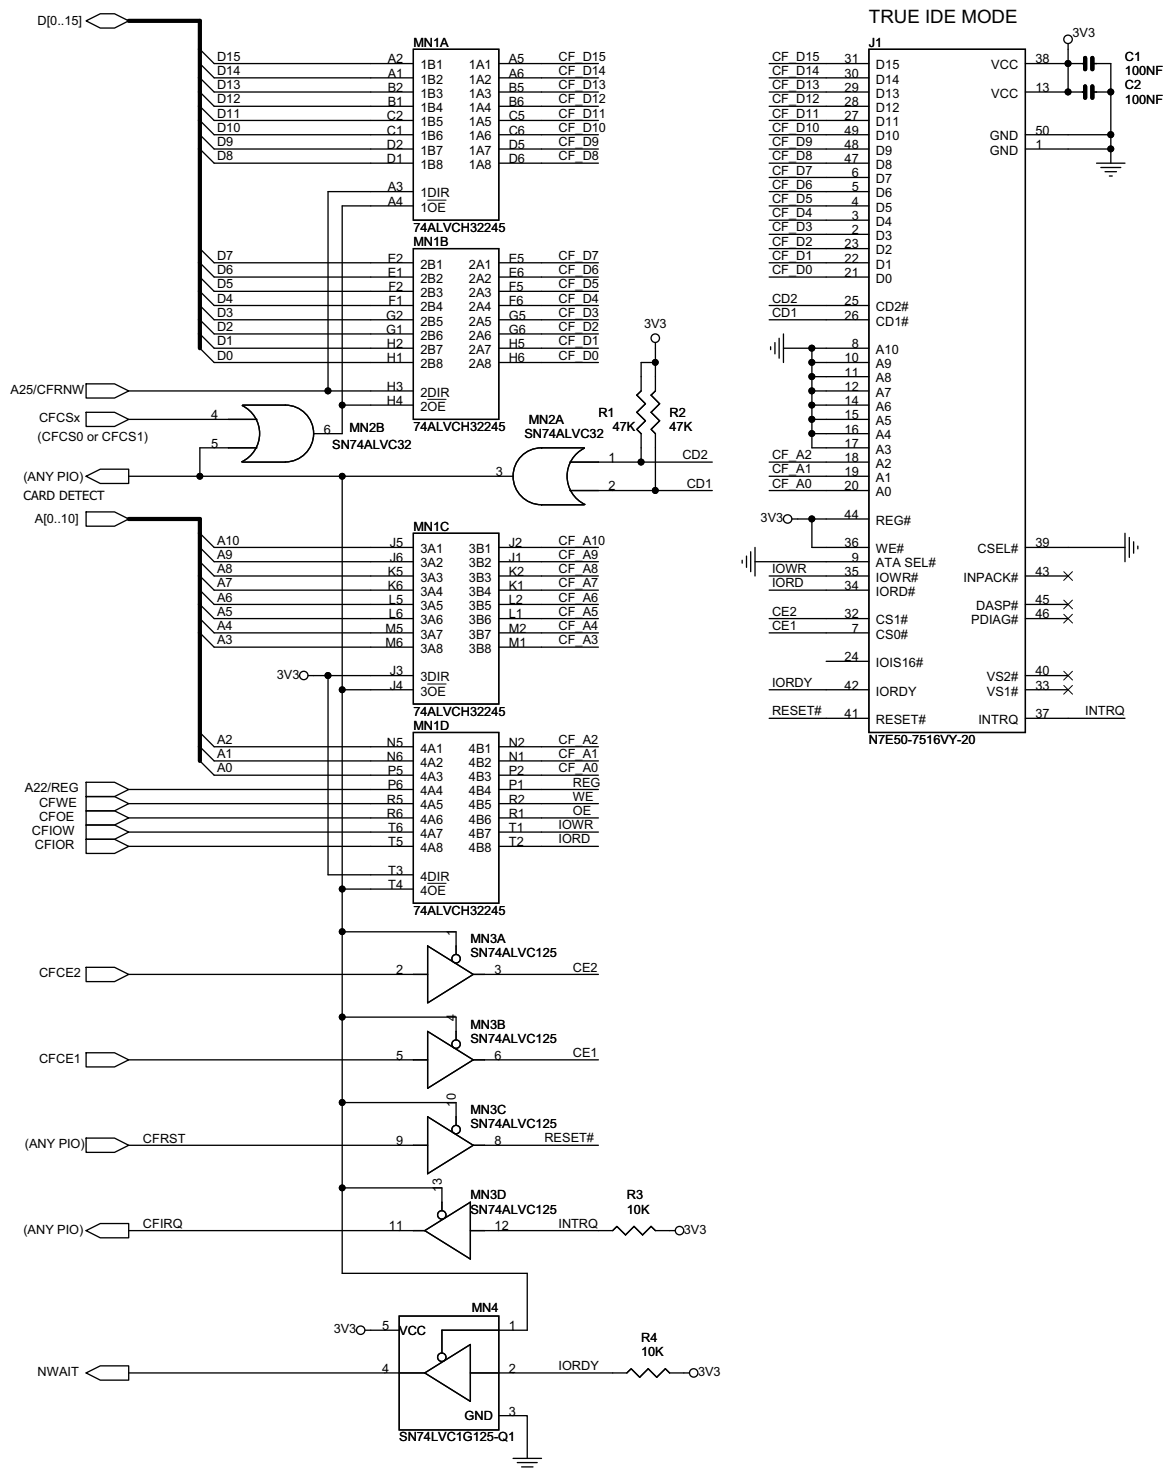 TRUE IDE MODE
D[0..15]
MN1A
D15 A2 1B1 1A1 A5 CF_D15
D14 A1 1B2 1A2 A6 CF_D14
D13 B2 1B3 1A3 B5 CF_D13
D12 B1 1B4 1A4 B6 CF_D12
D11 C2 1B5 1A5 C5 CF_D11
D10 C1 1B6 1A6 C6 CF_D10
D9 D2 1B7 1A7 D5 CF_D9
D8 D1 1B8 1A8 D6 CF_D8
A3 1DIR
A4 1OE
74ALVCH32245
MN1B
D7 E2 2B1 2A1 E5 CF_D7
D6 E1 2B2 2A2 E6 CF_D6
D5 F2 2B3 2A3 F5 CF_D5
D4 F1 2B4 2A4 F6 CF_D4
D3 G2 2B5 2A5 G5 CF_D3
D2 G1 2B6 2A6 G6 CF_D2
D1 H2 2B7 2A7 H5 CF_D1
D0 H1 2B8 2A8 H6 CF_D0
A25/CFRNW H3 2DIR
H4 2OE
74ALVCH32245
CFCSx 4
(CFCS0 or CFCS1)
5 6
MN2B
SN74ALVC32
3V3
R1
47K
R2
47K
MN2A
SN74ALVC32
1 CD2
2 CD1
3
(ANY PIO)
CARD DETECT
A[0..10]
MN1C
A10 J5 3A1 3B1 J2 CF_A10
A9 J6 3A2 3B2 J1 CF_A9
A8 K5 3A3 3B3 K2 CF_A8
A7 K6 3A4 3B4 K1 CF_A7
A6 L5 3A5 3B5 L2 CF_A6
A5 L6 3A6 3B6 L1 CF_A5
A4 M5 3A7 3B7 M2 CF_A4
A3 M6 3A8 3B8 M1 CF_A3
3V3 J3 3DIR
J4 3OE
74ALVCH32245
MN1D
A2 N5 4A1 4B1 N2 CF_A2
A1 N6 4A2 4B2 N1 CF_A1
A0 P5 4A3 4B3 P2 CF_A0
A22/REG P6 4A4 4B4 P1 REG
CFWE R5 4A5 4B5 R2 WE
CFOE R6 4A6 4B6 R1 OE
CFIOW T6 4A7 4B7 T1 IOWR
CFIOR T5 4A8 4B8 T2 IORD
T3 4DIR
T4 4OE
74ALVCH32245
1
MN3A
SN74ALVC125
CFCE2 2 3 CE2
4
MN3B
SN74ALVC125
CFCE1 5 6 CE1
10
MN3C
SN74ALVC125
(ANY PIO) CFRST 9 8 RESET#
13
MN3D
SN74ALVC125
R3
10K
(ANY PIO) CFIRQ 11 12 INTRQ 3V3
MN4
3V3 5 VCC 1
R4
10K
NWAIT 4 2 IORDY 3V3
GND 3
SN74LVC1G125-Q1
J1
CF_D15 31 D15
CF_D14 30 D14
CF_D13 29 D13
CF_D12 28 D12
CF_D11 27 D11
CF_D10 49 D10
CF_D9 48 D9
CF_D8 47 D8
CF_D7 6 D7
CF_D6 5 D6
CF_D5 4 D5
CF_D4 3 D4
CF_D3 2 D3
CF_D2 23 D2
CF_D1 22 D1
CF_D0 21 D0
CD2 25 CD2#
CD1 26 CD1#
8 A10
10 A9
11 A8
12 A7
14 A6
15 A5
16 A4
17 A3
CF_A2 18 A2
CF_A1 19 A1
CF_A0 20 A0
3V3 44 REG#
36 WE#
9 ATA SEL#
IOWR 35 IOWR#
IORD 34 IORD#
CE2 32 CS1#
CE1 7 CS0#
24 IOIS16#
IORDY 42 IORDY
RESET# 41 RESET#
3V3
VCC 38
C1
100NF
VCC 13
C2
100NF
GND 50
GND 1
CSEL# 39
INPACK# 43
DASP# 45
PDIAG# 46
VS2# 40
VS1# 33
INTRQ 37 INTRQ
N7E50-7516VY-20